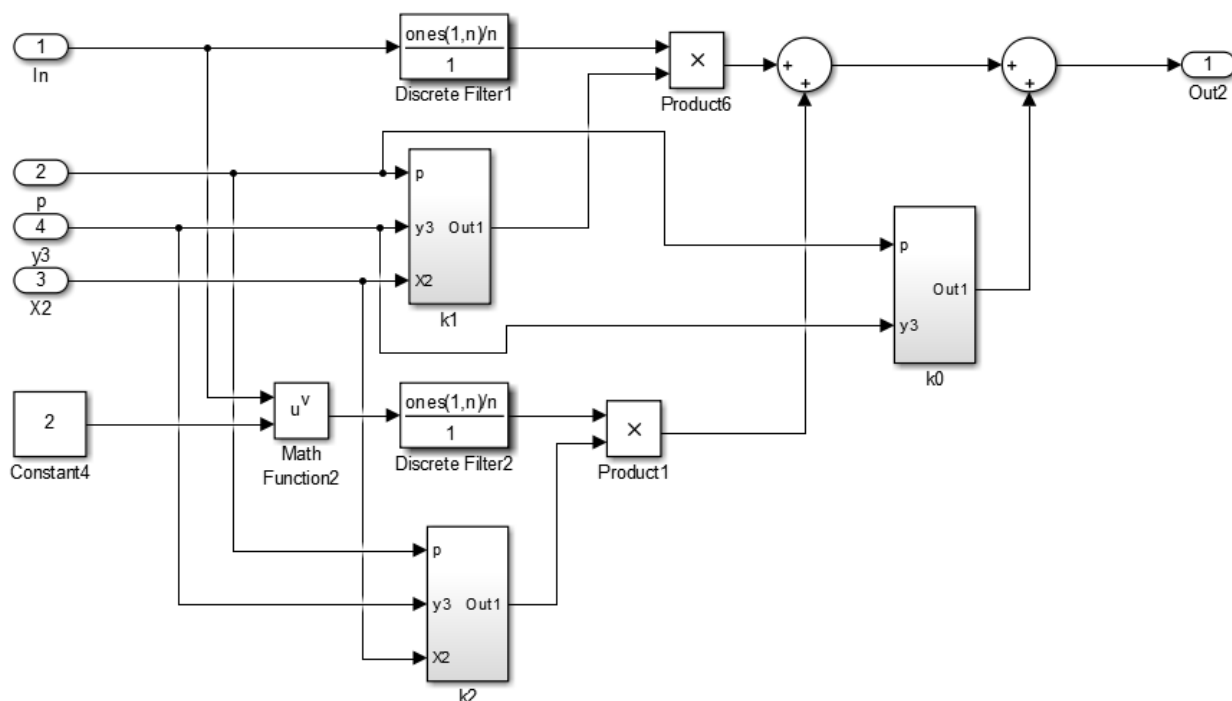 1
In
ones(1,n)/n
1
Discrete Filter1
×
Product6
+
+
+
+
1
Out2
2
p
4
y3
3
X2
p
y3 Out1
X2
k1
p
Out1
y3
k0
2
Constant4
u^v
Math
Function2
ones(1,n)/n
1
Discrete Filter2
×
Product1
p
y3 Out1
X2
k2